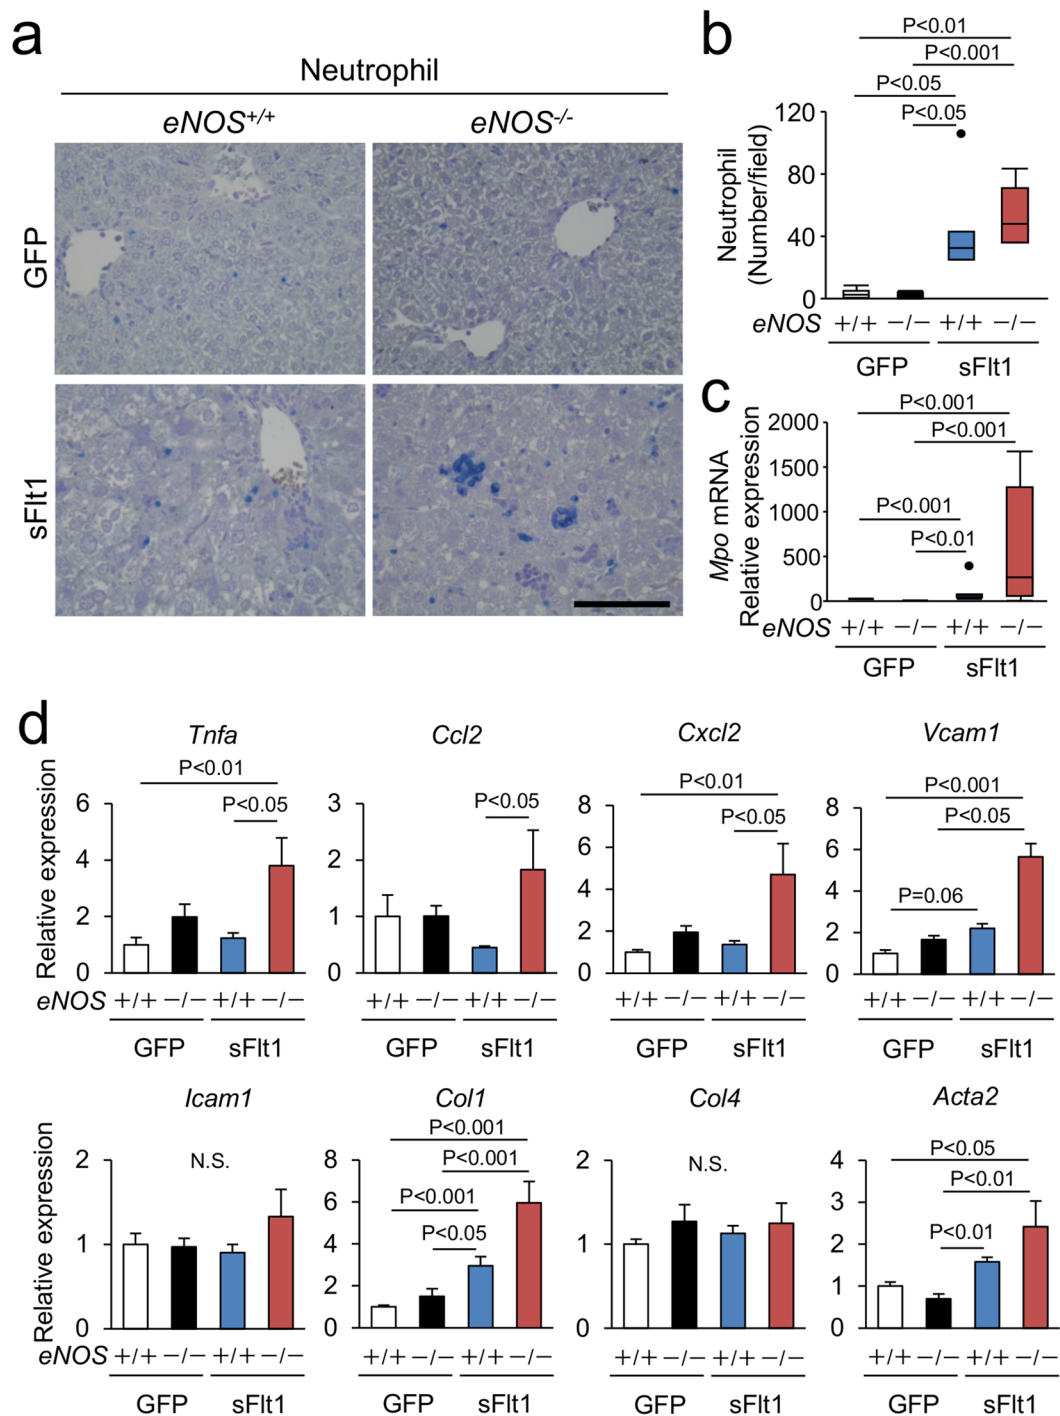 a
Neutrophil
eNOS+/+
eNOS-/-
GFP
sFlt1
b
P<0.01
P<0.001
P<0.05
P<0.05
Neutrophil
(Number/field)
120
80
40
0
eNOS +/+ −/− +/+ −/−
GFP sFlt1
c
P<0.001
P<0.001
P<0.001
P<0.01
Mpo mRNA
Relative expression
2000
1500
1000
500
0
eNOS +/+ −/− +/+ −/−
GFP sFlt1
d
Tnfa
P<0.01
P<0.05
Relative expression
6
4
2
0
eNOS +/+ −/− +/+ −/−
GFP sFlt1
Ccl2
P<0.05
3
2
1
0
+/+ −/− +/+ −/−
GFP sFlt1
Cxcl2
P<0.01
P<0.05
8
6
4
2
0
+/+ −/− +/+ −/−
GFP sFlt1
Vcam1
P<0.001
P<0.05
P=0.06
8
6
4
2
0
+/+ −/− +/+ −/−
GFP sFlt1
Icam1
N.S.
Relative expression
2
1
0
eNOS +/+ −/− +/+ −/−
GFP sFlt1
Col1
P<0.001
P<0.001
P<0.001
P<0.05
8
6
4
2
0
+/+ −/− +/+ −/−
GFP sFlt1
Col4
N.S.
2
1
0
+/+ −/− +/+ −/−
GFP sFlt1
Acta2
P<0.05
P<0.01
P<0.01
4
3
2
1
0
+/+ −/− +/+ −/−
GFP sFlt1